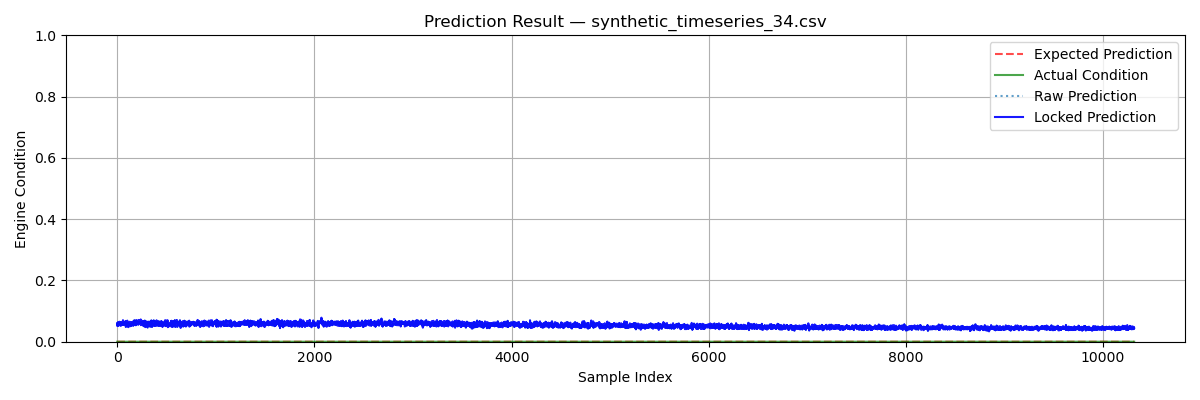 Prediction Result — synthetic_timeseries_34.csv
1.0
0.8
0.6
0.4
0.2
0.0
Engine Condition
Expected Prediction
Actual Condition
Raw Prediction
Locked Prediction
0
2000
4000
6000
8000
10000
Sample Index